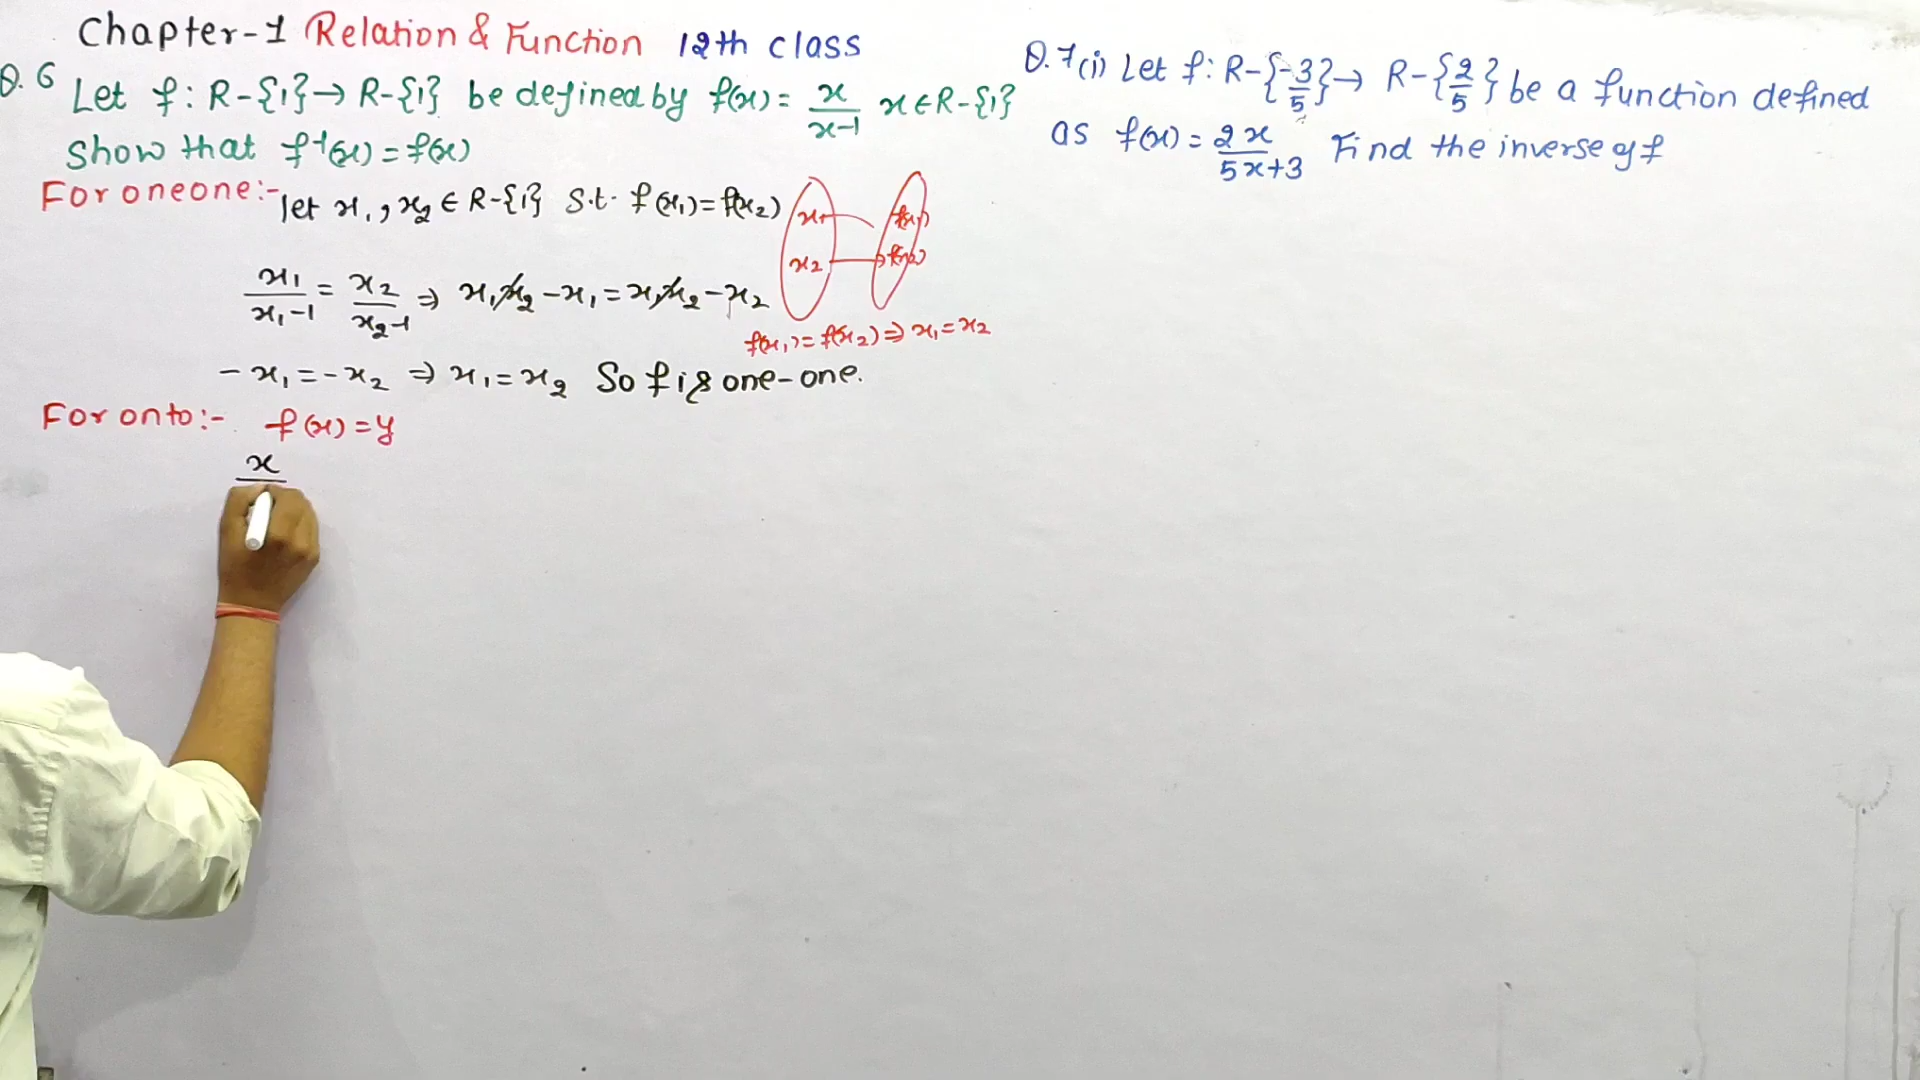 Chapter-1 Relation & Function 12th class
Q.6 Let f: R-{1}→ R-{1} be defined by f(x) = x/(x-1) x∈R-{1}
Show that f⁻¹(x) = f(x)
For oneone:- let x₁, x₂ ∈ R-{1} S.t. f(x₁) = f(x₂)
x₁ f(x₁)
x₂ f(x₂)
x₁/(x₁-1) = x₂/(x₂-1) ⇒ x₁x₂ - x₁ = x₁x₂ - x₂
f(x₁) = f(x₂) ⇒ x₁ = x₂
-x₁ = -x₂ ⇒ x₁ = x₂ So f is one-one.
For onto:- f(x) = y
x
Q.7(i) Let f: R-{-3/5}→ R-{2/5} be a function defined
as f(x) = 2x/(5x+3) Find the inverse of f